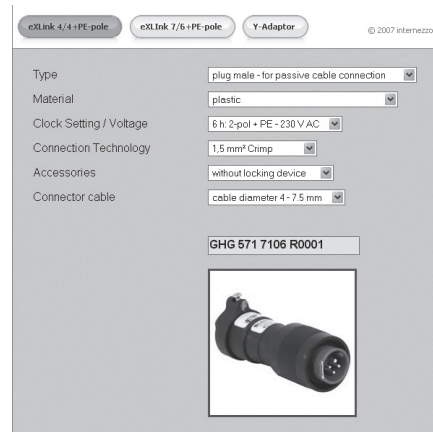 eXLink 4/4+PE-pole
eXLInk 7/6+PE-pole
Y-Adaptor
© 2007 internezzo
Type
plug male - for passive cable connection
Material
plastic
Clock Setting / Voltage
6 h: 2-pol + PE - 230 V AC
Connection Technology
1,5 mm² Crimp
Accessories
without locking device
Connector cable
cable diameter 4 - 7.5 mm
GHG 571 7106 R0001